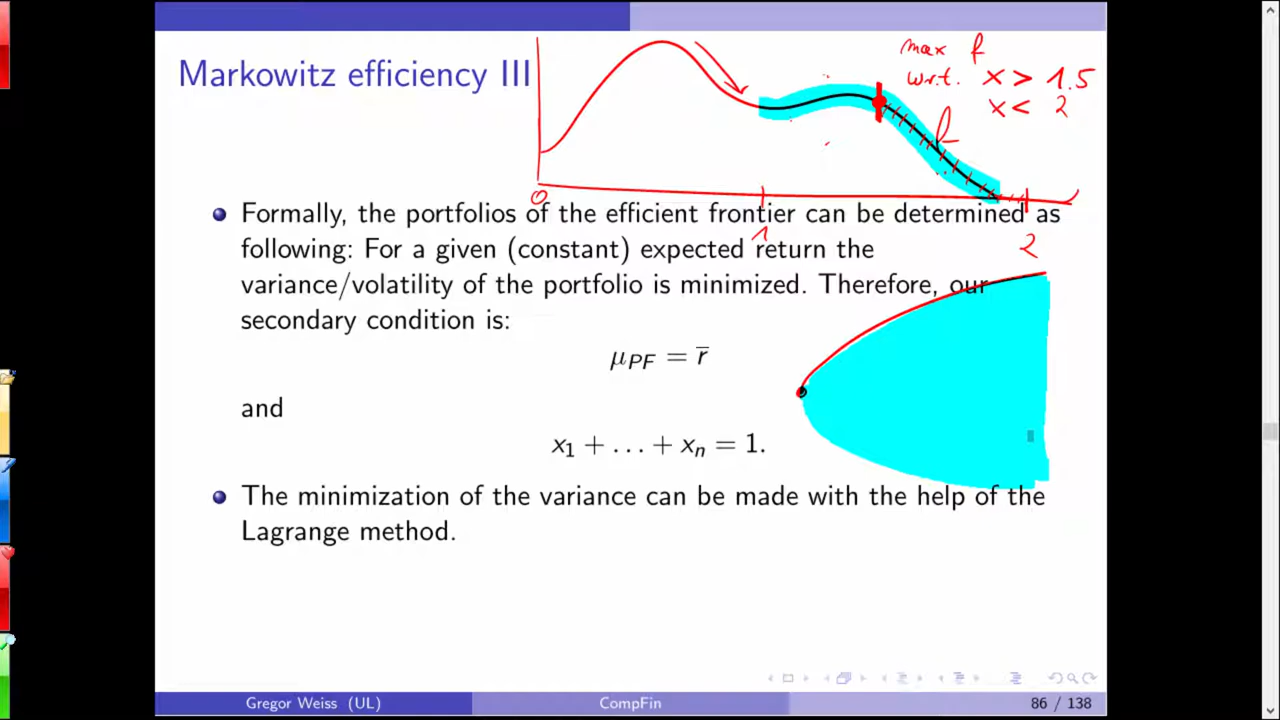 Markowitz efficiency III
max f
w.r.t. x > 1.5
x < 2
f
0
1
2
Formally, the portfolios of the efficient frontier can be determined as
following: For a given (constant) expected return the
variance/volatility of the portfolio is minimized. Therefore, our
secondary condition is:
μPF = r̅
and
x₁ + . . . + xₙ = 1.
The minimization of the variance can be made with the help of the
Lagrange method.
Gregor Weiss (UL) CompFin 86 / 138